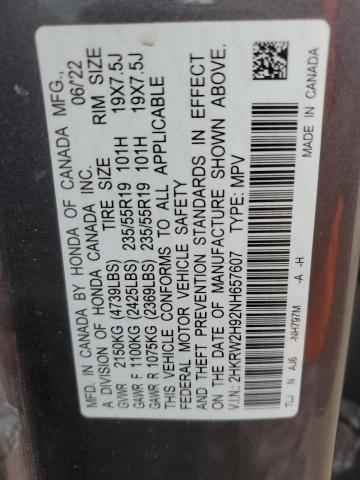 MFD. IN CANADA BY HONDA OF CANADA MFG.,
A DIVISION OF HONDA CANADA INC. 06/22
TIRE SIZE RIM SIZE
GVWR 2150KG (4739LBS)
GAWR F 1100KG (2425LBS) 235/55R19 101H 19X7.5J
GAWR R 1075KG (2369LBS) 235/55R19 101H 19X7.5J
THIS VEHICLE CONFORMS TO ALL APPLICABLE
FEDERAL MOTOR VEHICLE SAFETY
AND THEFT PREVENTION STANDARDS IN EFFECT
ON THE DATE OF MANUFACTURE SHOWN ABOVE.
V.I.N.: 2HKRW2H92NH657607 TYPE: MPV
TLJ N AJ6 -NH797M -A -H
MADE IN CANADA